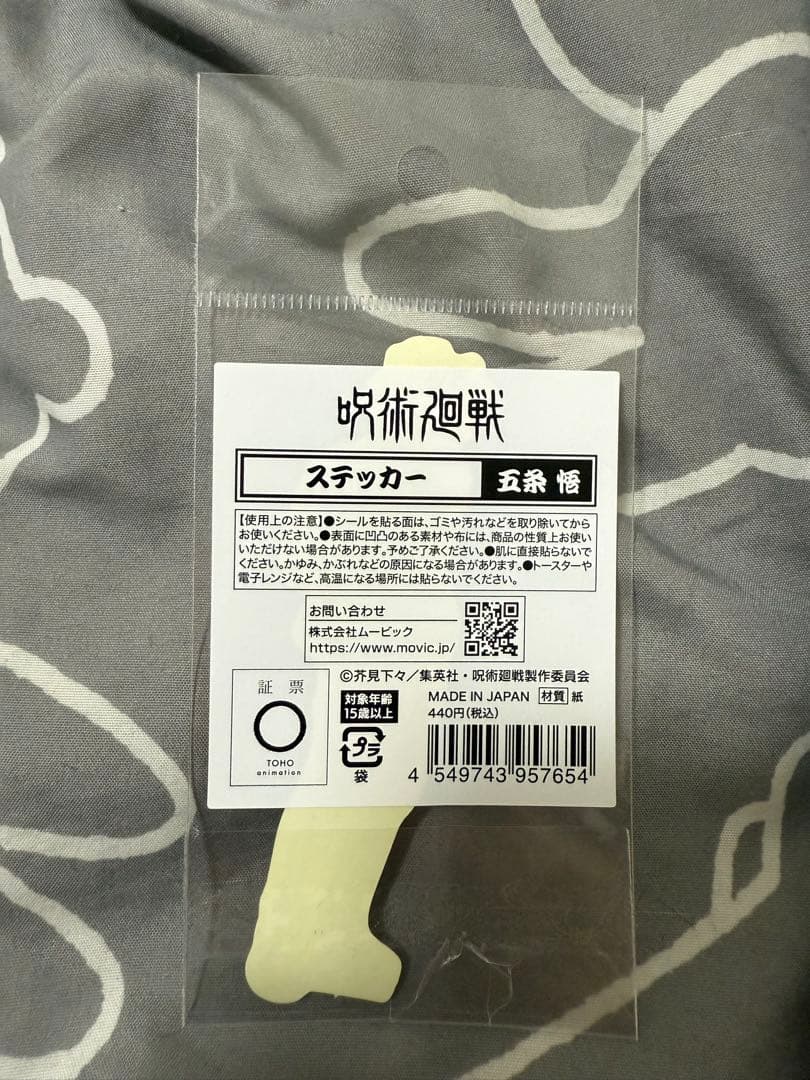 呪術廻戦
ステッカー 五条 悟
【使用上の注意】●シールを貼る面は、ゴミや汚れなどを取り除いてから
お使いください。●表面に凹凸のある素材や布には、商品の性質上お使い
いただけない場合があります。予めご了承ください。●肌に直接貼らないで
ください。かゆみ、かぶれなどの原因になる場合があります。●トースターや
電子レンジなど、高温になる場所には貼らないでください。
お問い合わせ
株式会社ムービック
https://www.movic.jp/
©芥見下々／集英社・呪術廻戦製作委員会
証票
TOHO
animation
対象年齢
15歳以上
MADE IN JAPAN 材質 紙
440円(税込)
プラ
袋
4 549743 957654